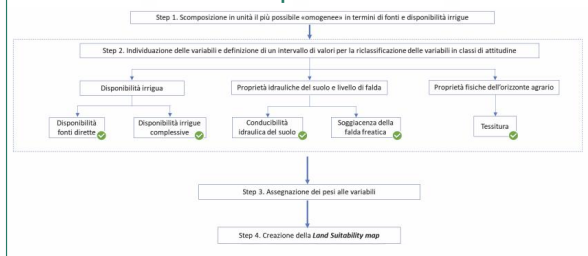 Step 1. Scomposizione in unità il più possibile «omogenee» in termini di fonti e disponibilità irrigue
Step 2. Individuazione delle variabili e definizione di un intervallo di valori per la riclassificazione delle variabili in classi di attitudine
Disponibilità irrigua
Proprietà idrauliche del suolo e livello di falda
Proprietà fisiche dell'orizzonte agrario
Disponibilità
fonti dirette
Disponibilità irrigue
complessive
Conducibilità
idraulica del suolo
Soggiacenza della
falda freatica
Tessitura
Step 3. Assegnazione dei pesi alle variabili
Step 4. Creazione della Land Suitability map